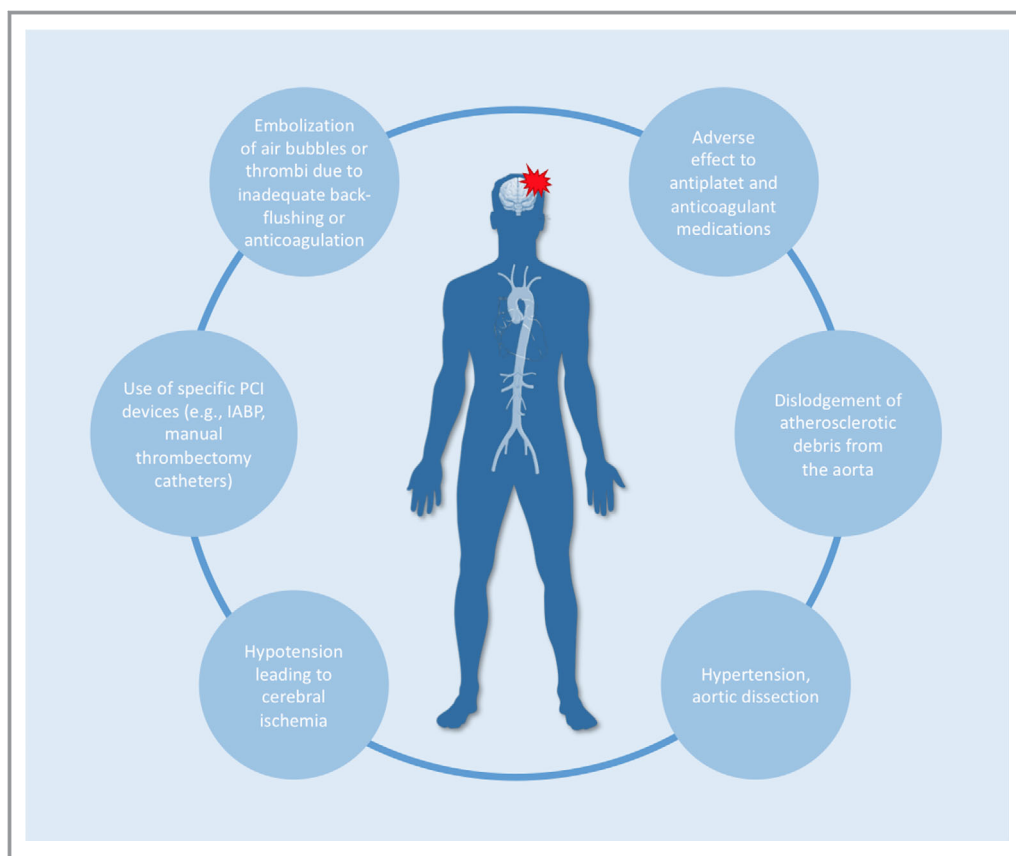 Embolization
of air bubbles or
thrombi due to
inadequate back-
flushing or
anticoagulation
Adverse
effect to
antiplatet and
anticoagulant
medications
Use of specific PCI
devices (e.g., IABP,
manual
thrombectomy
catheters)
Dislodgement of
atherosclerotic
debris from
the aorta
Hypotension
leading to
cerebral
ischemia
Hypertension,
aortic dissection